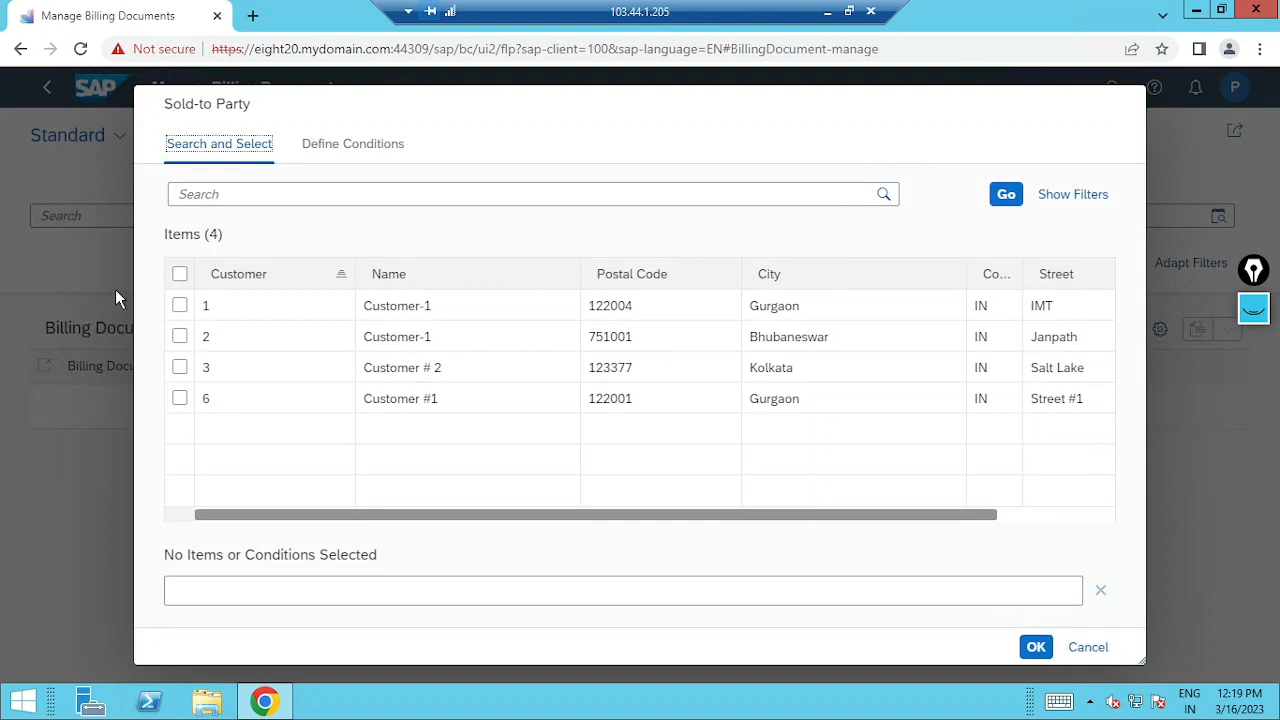 Manage Billing Documents
103.44.1.205
Not secure
https://eight20.mydomain.com:44309/sap/bc/ui2/flp?sap-client=100&sap-language=EN#BillingDocument-manage
SAP
P
Standard
Sold-to Party
Search and Select
Define Conditions
Search
Search
Go
Show Filters
Adapt Filters
Items (4)
Customer Name Postal Code City Co... Street
1 Customer-1 122004 Gurgaon IN IMT
2 Customer-1 751001 Bhubaneswar IN Janpath
3 Customer # 2 123377 Kolkata IN Salt Lake
6 Customer #1 122001 Gurgaon IN Street #1
Billing Docu
Billing Docu
No Items or Conditions Selected
OK
Cancel
ENG 12:19 PM
IN 3/16/2023